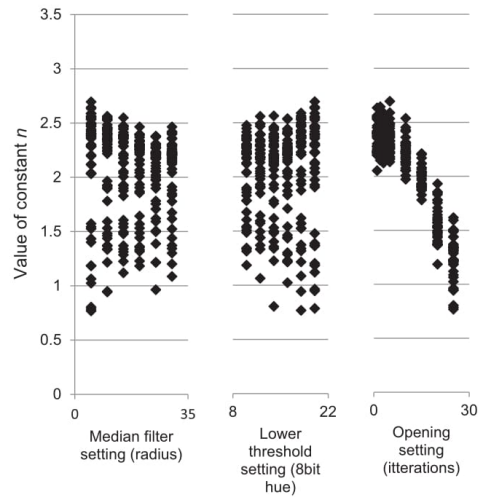 3.5
3
2.5
2
1.5
1
0.5
0
Value of constant n
0 35
Median filter
setting (radius)
8 22
Lower
threshold
setting (8bit
hue)
0 30
Opening
setting
(itterations)